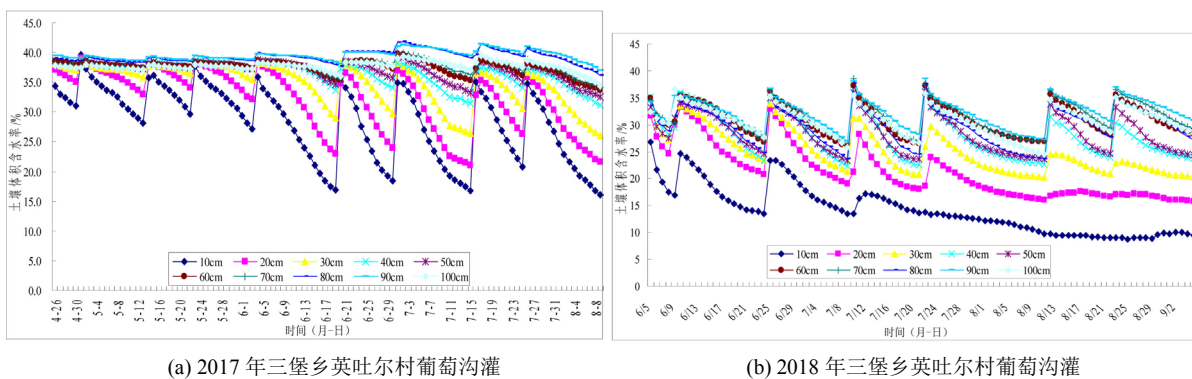 土壤体积含水率/%
45.0
40.0
35.0
30.0
25.0
20.0
15.0
10.0
5.0
0.0
10cm 20cm 30cm 40cm 50cm
60cm 70cm 80cm 90cm 100cm
4-26 4-30 5-4 5-8 5-12 5-16 5-20 5-24 5-28 6-1 6-5 6-9 6-13 6-17 6-21 6-25 6-29 7-3 7-7 7-11 7-15 7-19 7-23 7-27 7-31 8-4 8-8
时间（月-日）
(a) 2017 年三堡乡英吐尔村葡萄沟灌
土壤体积含水率/%
45
40
35
30
25
20
15
10
5
0
10cm 20cm 30cm 40cm 50cm
60cm 70cm 80cm 90cm 100cm
6/5 6/9 6/13 6/17 6/21 6/25 6/29 7/4 7/8 7/12 7/16 7/20 7/24 7/28 8/1 8/5 8/9 8/13 8/17 8/21 8/25 8/29 9/2
时间（月-日）
(b) 2018 年三堡乡英吐尔村葡萄沟灌